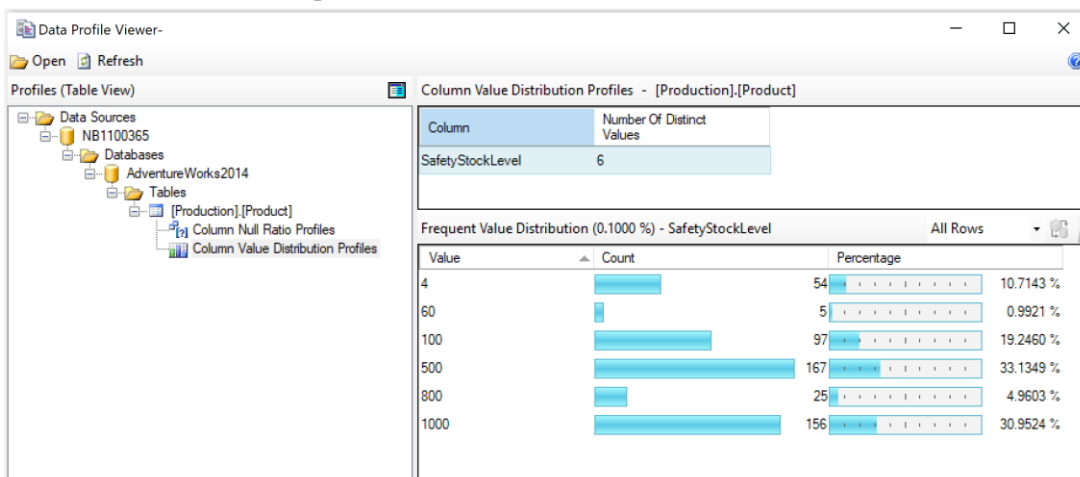 Data Profile Viewer-
Open Refresh
Profiles (Table View)
Data Sources
NB1100365
Databases
AdventureWorks2014
Tables
[Production].[Product]
Column Null Ratio Profiles
Column Value Distribution Profiles
Column Value Distribution Profiles - [Production].[Product]
Column Number Of Distinct
Values
SafetyStockLevel 6
Frequent Value Distribution (0.1000 %) - SafetyStockLevel All Rows
Value Count Percentage
4 54 10.7143 %
60 5 0.9921 %
100 97 19.2460 %
500 167 33.1349 %
800 25 4.9603 %
1000 156 30.9524 %